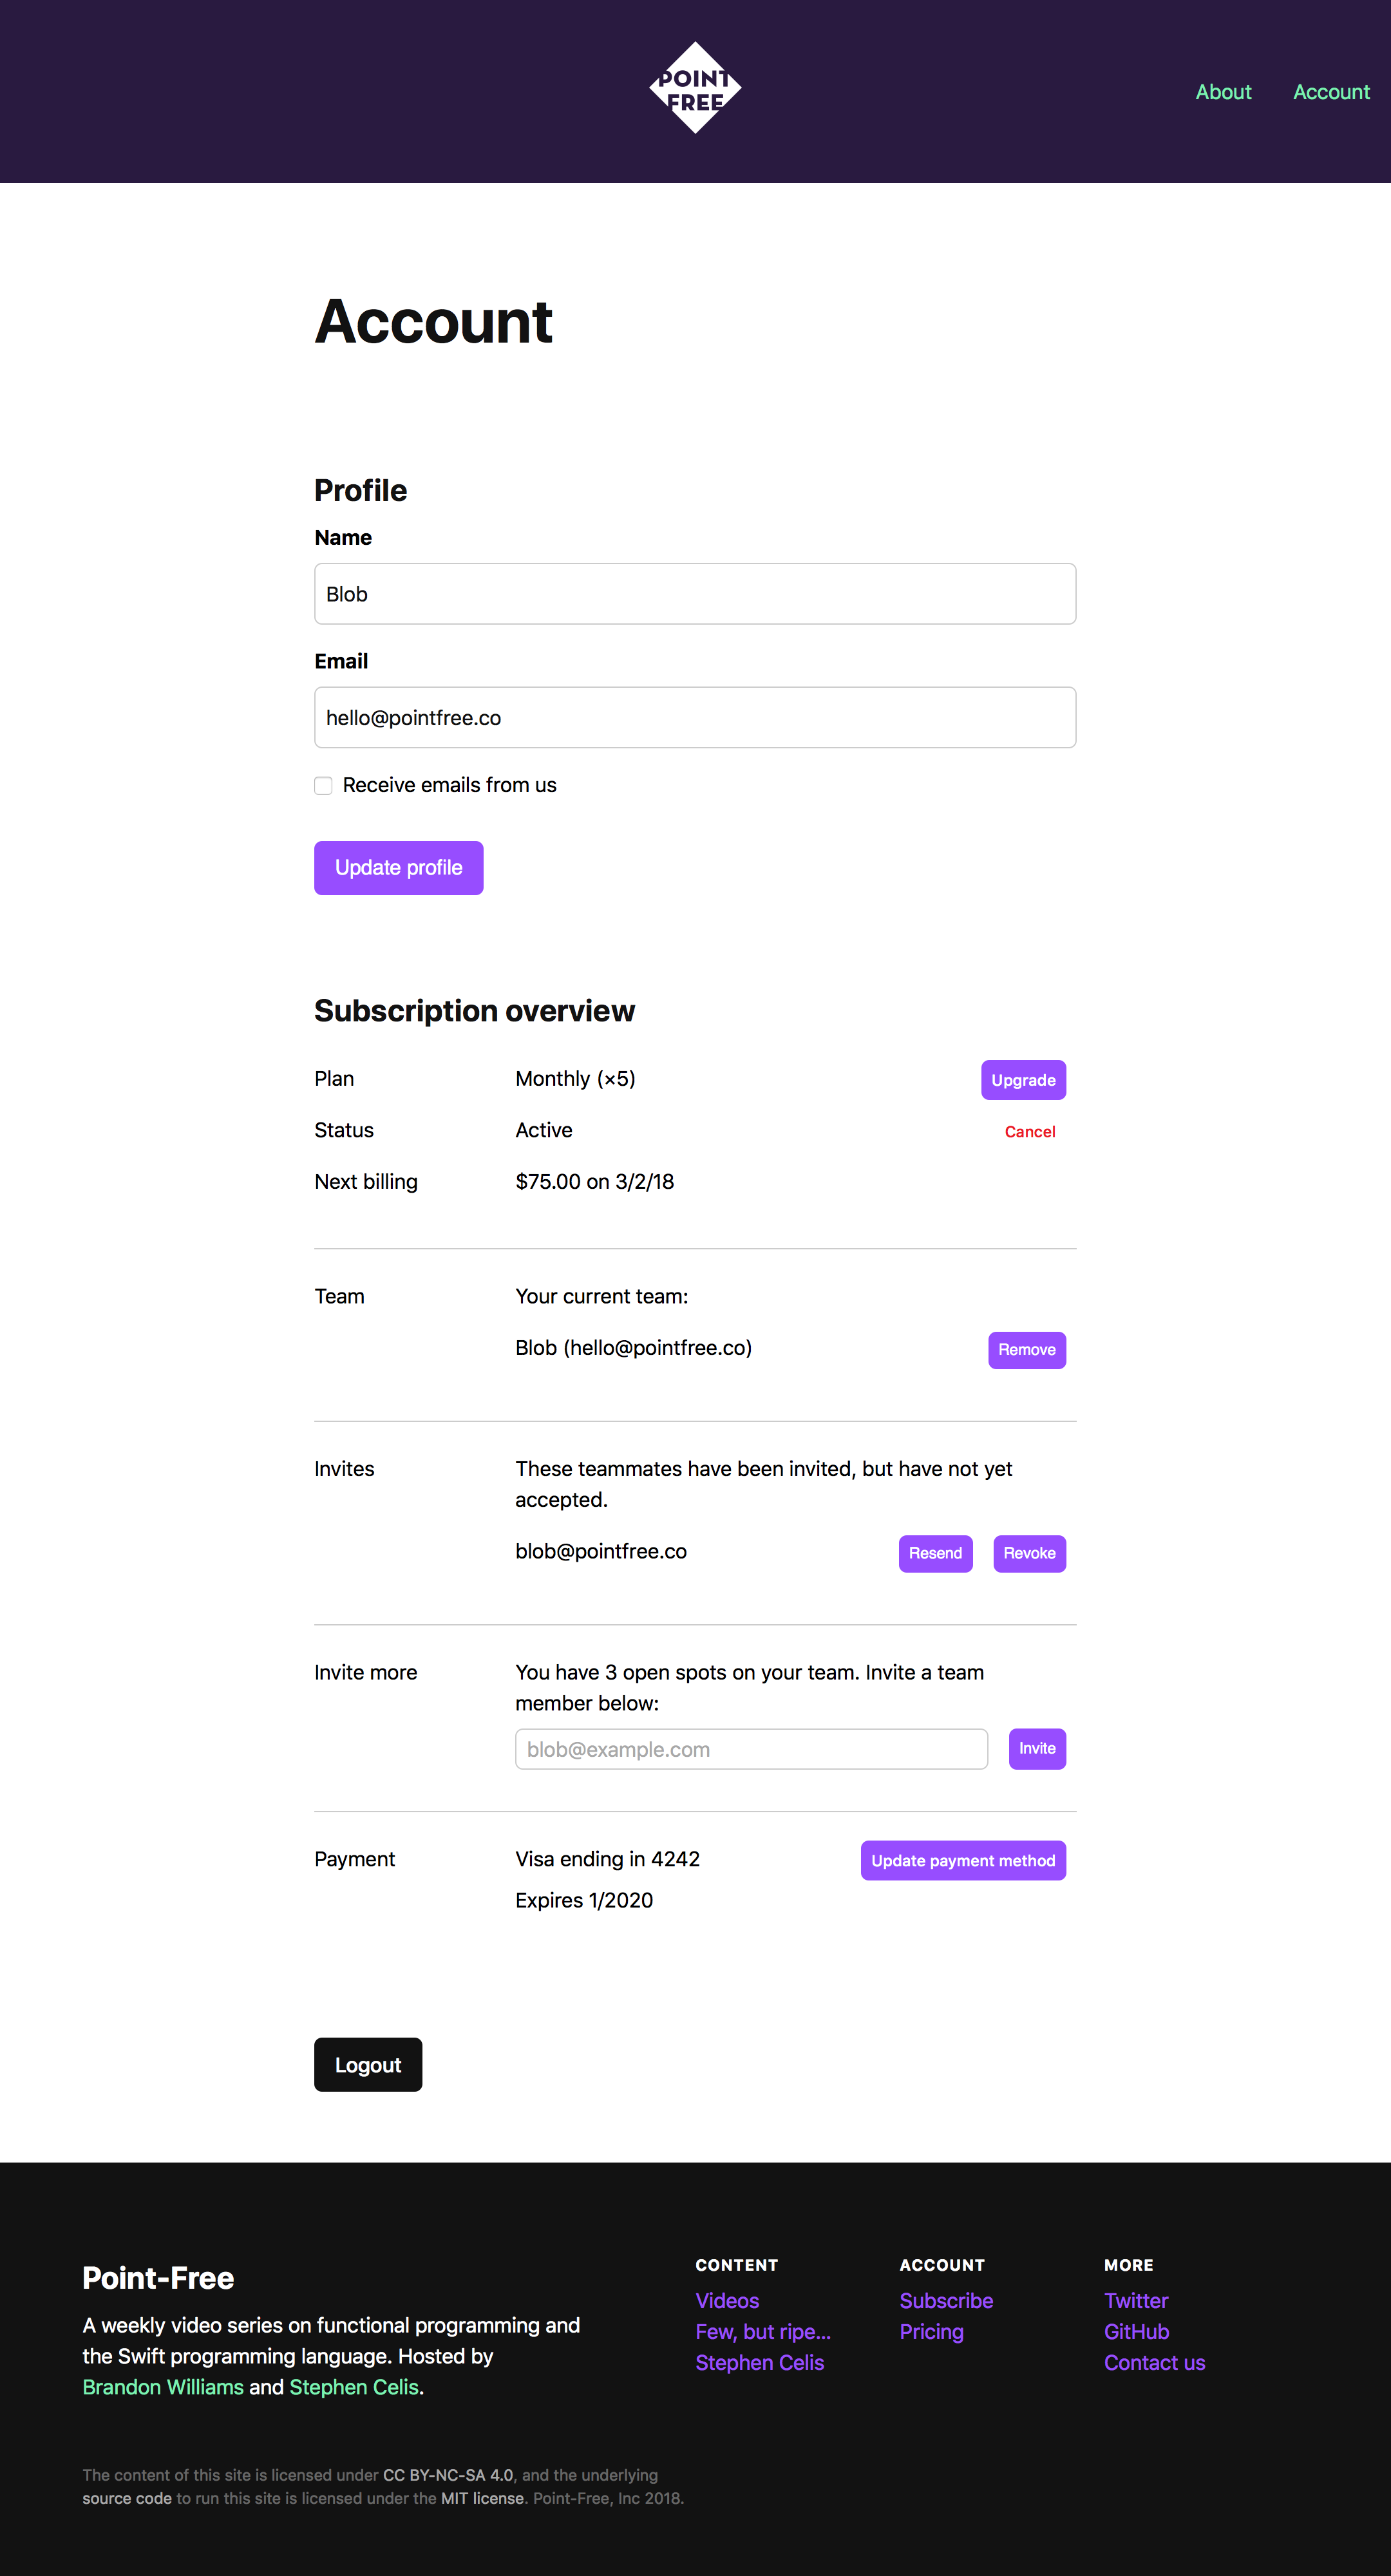 POINT
FREE
About Account
Account
Profile
Name
Blob
Email
hello@pointfree.co
Receive emails from us
Update profile
Subscription overview
Plan Monthly (×5) Upgrade
Status Active Cancel
Next billing $75.00 on 3/2/18
Team Your current team:
Blob (hello@pointfree.co) Remove
Invites These teammates have been invited, but have not yet
accepted.
blob@pointfree.co Resend Revoke
Invite more You have 3 open spots on your team. Invite a team
member below:
blob@example.com Invite
Payment Visa ending in 4242 Update payment method
Expires 1/2020
Logout
Point-Free
A weekly video series on functional programming and
the Swift programming language. Hosted by
Brandon Williams and Stephen Celis.
CONTENT
Videos
Few, but ripe...
Stephen Celis
ACCOUNT
Subscribe
Pricing
MORE
Twitter
GitHub
Contact us
The content of this site is licensed under CC BY-NC-SA 4.0, and the underlying
source code to run this site is licensed under the MIT license. Point-Free, Inc 2018.